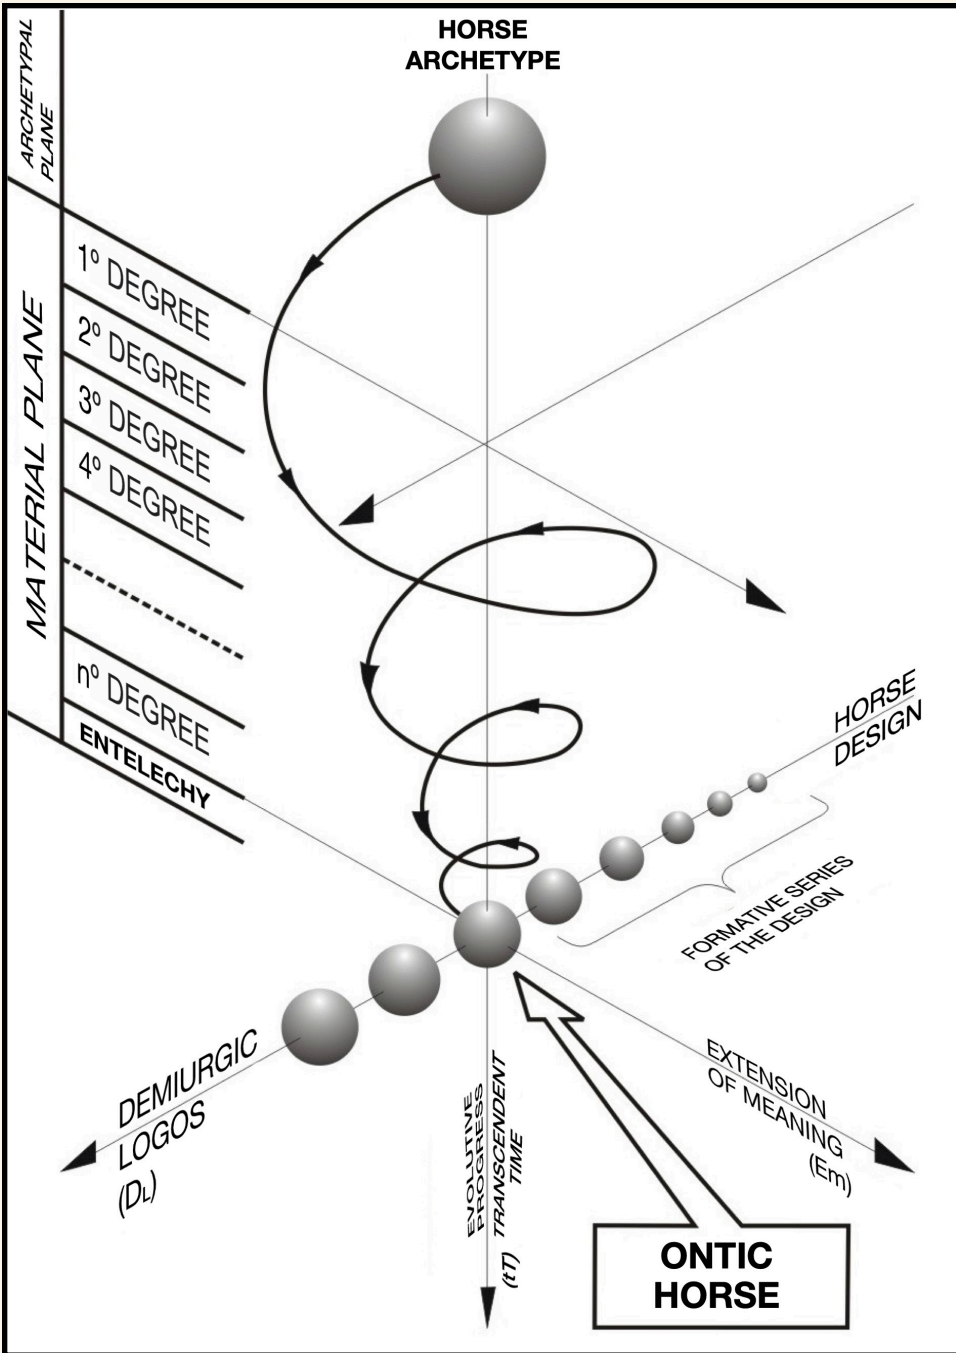 HORSE
ARCHETYPE
ARCHETYPAL
PLANE
MATERIAL PLANE
1º DEGREE
2º DEGREE
3º DEGREE
4º DEGREE
nº DEGREE
ENTELECHY
HORSE
DESIGN
FORMATIVE SERIES
OF THE DESIGN
DEMIURGIC
LOGOS
(DL)
EVOLUTIVE
PROGRESS
TRANSCENDENT
TIME
(tT)
EXTENSION
OF MEANING
(Em)
ONTIC
HORSE